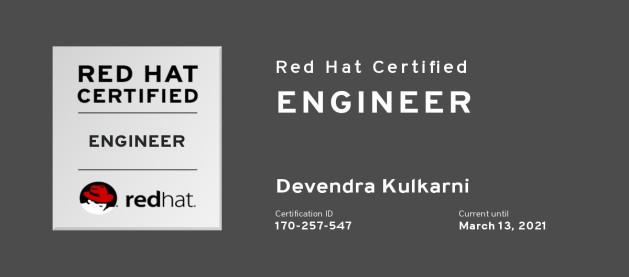 RED HAT
CERTIFIED
ENGINEER
redhat.
Red Hat Certified
ENGINEER
Devendra Kulkarni
Certification ID
170-257-547
Current until
March 13, 2021